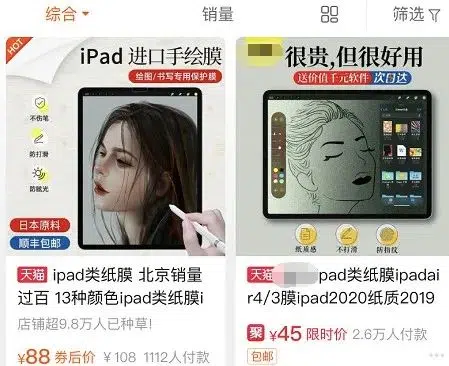 综合
销量
筛选
HOT
iPad 进口手绘膜
绘图/书写专用保护膜
不伤笔
防打滑
防眩光
日本原料
顺丰包邮
天猫 ipad类纸膜 北京销量
过百 13种颜色ipad类纸膜i
店铺超9.8万人已种草!
¥88 券后价 ¥108 1112人付款
很贵,但很好用
送价值千元软件 次日达
纸质感
不打滑
防指纹
天猫 pad类纸膜ipadai
r4/3膜ipad2020纸质2019
聚 ¥45 限时价 2.6万人付款
包邮